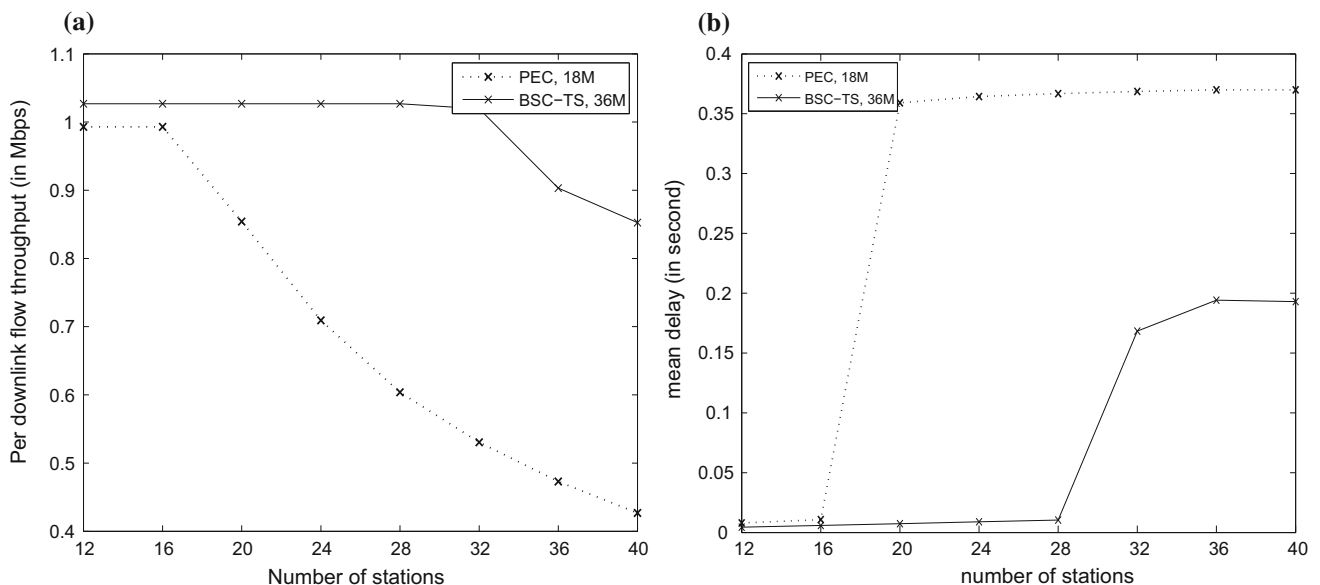 (a)
1.1
1
0.9
0.8
0.7
0.6
0.5
0.4
12 16 20 24 28 32 36 40
Per downlink flow throughput (in Mbps)
Number of stations
PEC, 18M
BSC−TS, 36M
(b)
0.4
0.35
0.3
0.25
0.2
0.15
0.1
0.05
0
12 16 20 24 28 32 36 40
mean delay (in second)
number of stations
PEC, 18M
BSC−TS, 36M